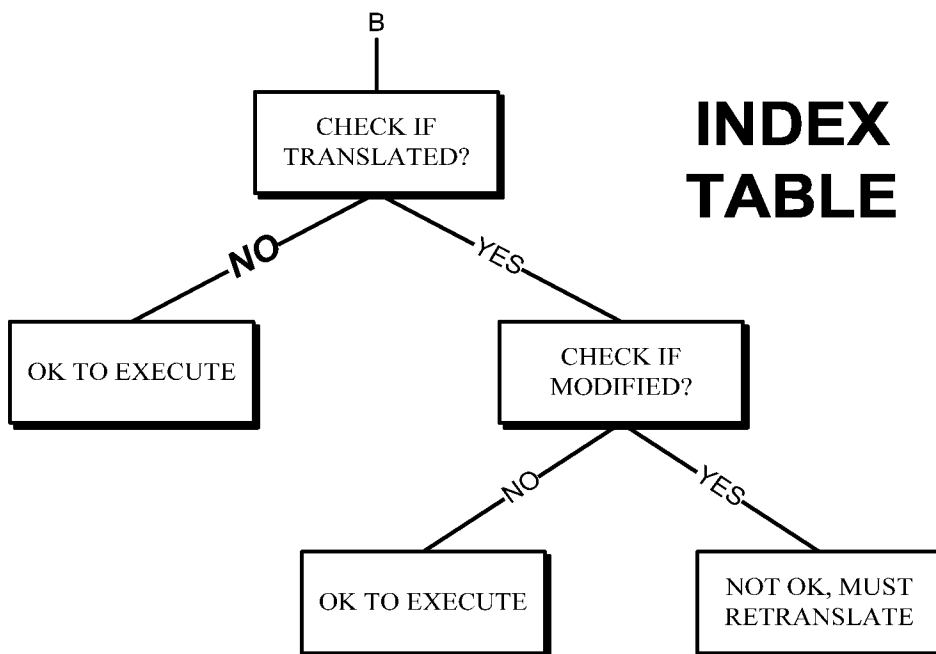 B
CHECK IF
TRANSLATED?
INDEX
TABLE
NO
YES
OK TO EXECUTE
CHECK IF
MODIFIED?
NO
YES
OK TO EXECUTE
NOT OK, MUST
RETRANSLATE